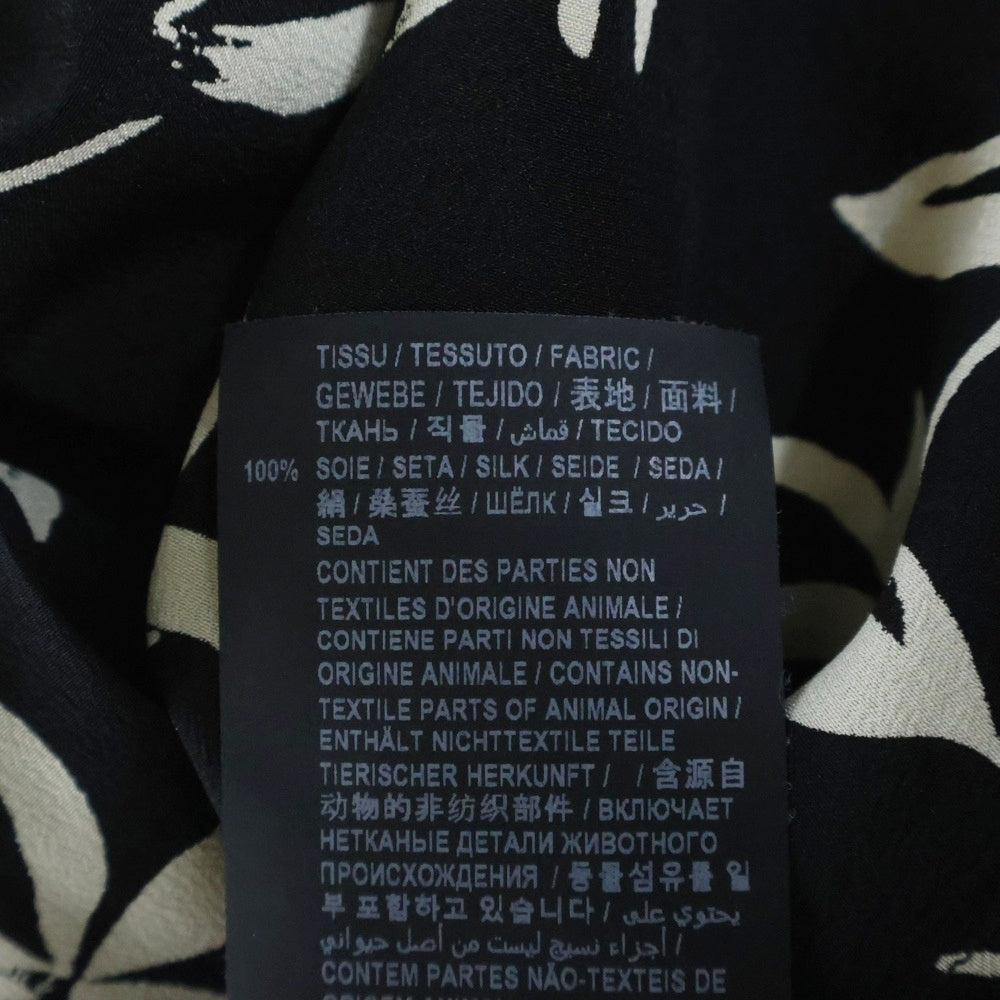 TISSU / TESSUTO / FABRIC /
GEWEBE / TEJIDO / 表地 / 面料 /
ТКАНЬ / 직물 / قماش / TECIDO
100% SOIE / SETA / SILK / SEIDE / SEDA /
絹 / 桑蚕丝 / ШЁЛК / 실크 / حرير /
SEDA
CONTIENT DES PARTIES NON
TEXTILES D'ORIGINE ANIMALE /
CONTIENE PARTI NON TESSILI DI
ORIGINE ANIMALE / CONTAINS NON-
TEXTILE PARTS OF ANIMAL ORIGIN /
ENTHÄLT NICHTTEXTILE TEILE
TIERISCHER HERKUNFT / / 含源自
动物的非纺织部件 / ВКЛЮЧАЕТ
НЕТКАНЫЕ ДЕТАЛИ ЖИВОТНОГО
ПРОИСХОЖДЕНИЯ / 동물섬유를 일
부 포함하고 있습니다 / يحتوي على
أجزاء نسيج ليست من أصل حيواني /
CONTEM PARTES NÃO-TEXTEIS DE